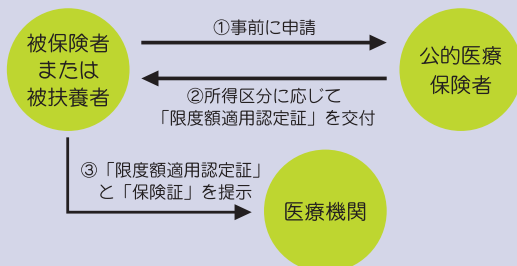 被保険者
または
被扶養者
①事前に申請
公的医療
保険者
②所得区分に応じて
「限度額適用認定証」を交付
③「限度額適用認定証」
と「保険証」を提示
医療機関